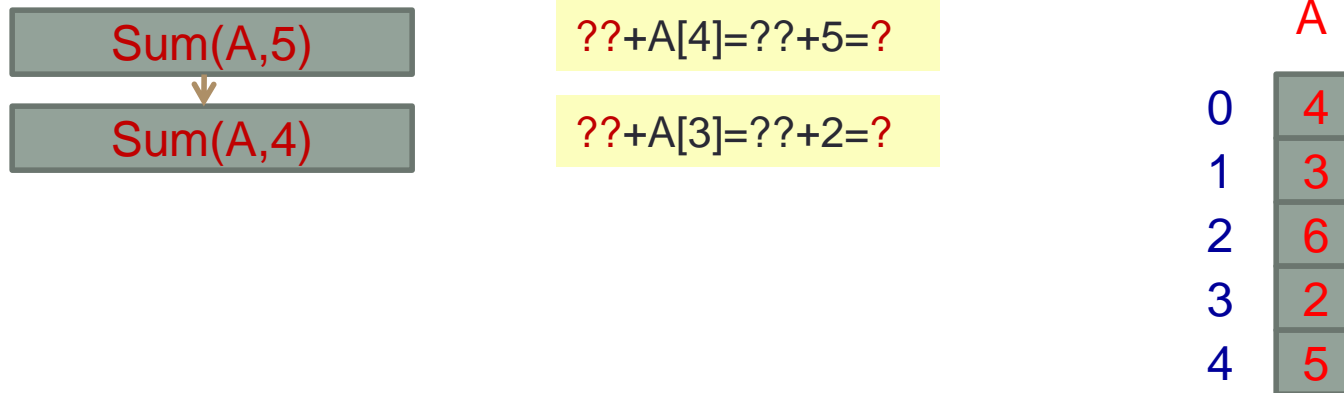 Sum(A,5)
??+A[4]=??+5=?
Sum(A,4)
??+A[3]=??+2=?
A
0 4
1 3
2 6
3 2
4 5